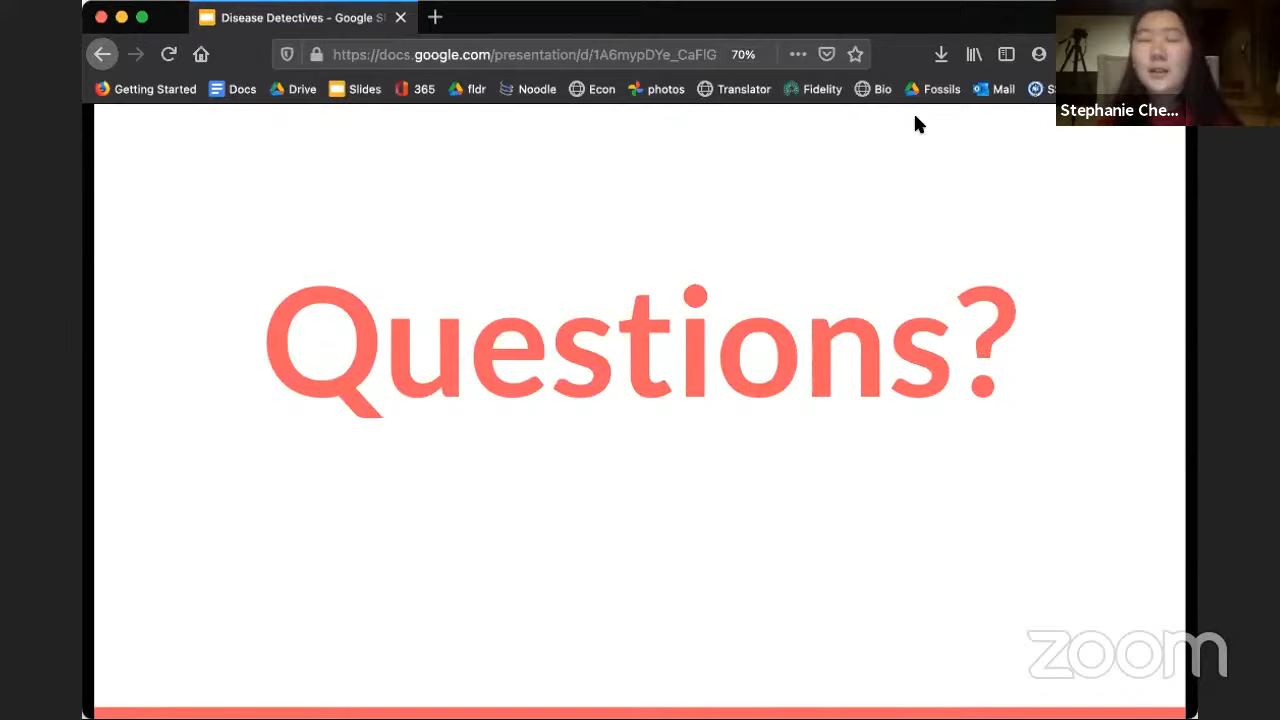 Disease Detectives - Google S
https://docs.google.com/presentation/d/1A6mypDYe_CaFlG
70%
Getting Started Docs Drive Slides 365 fldr Noodle Econ photos Translator Fidelity Bio Fossils Mail
Stephanie Che...
Questions?
zoom